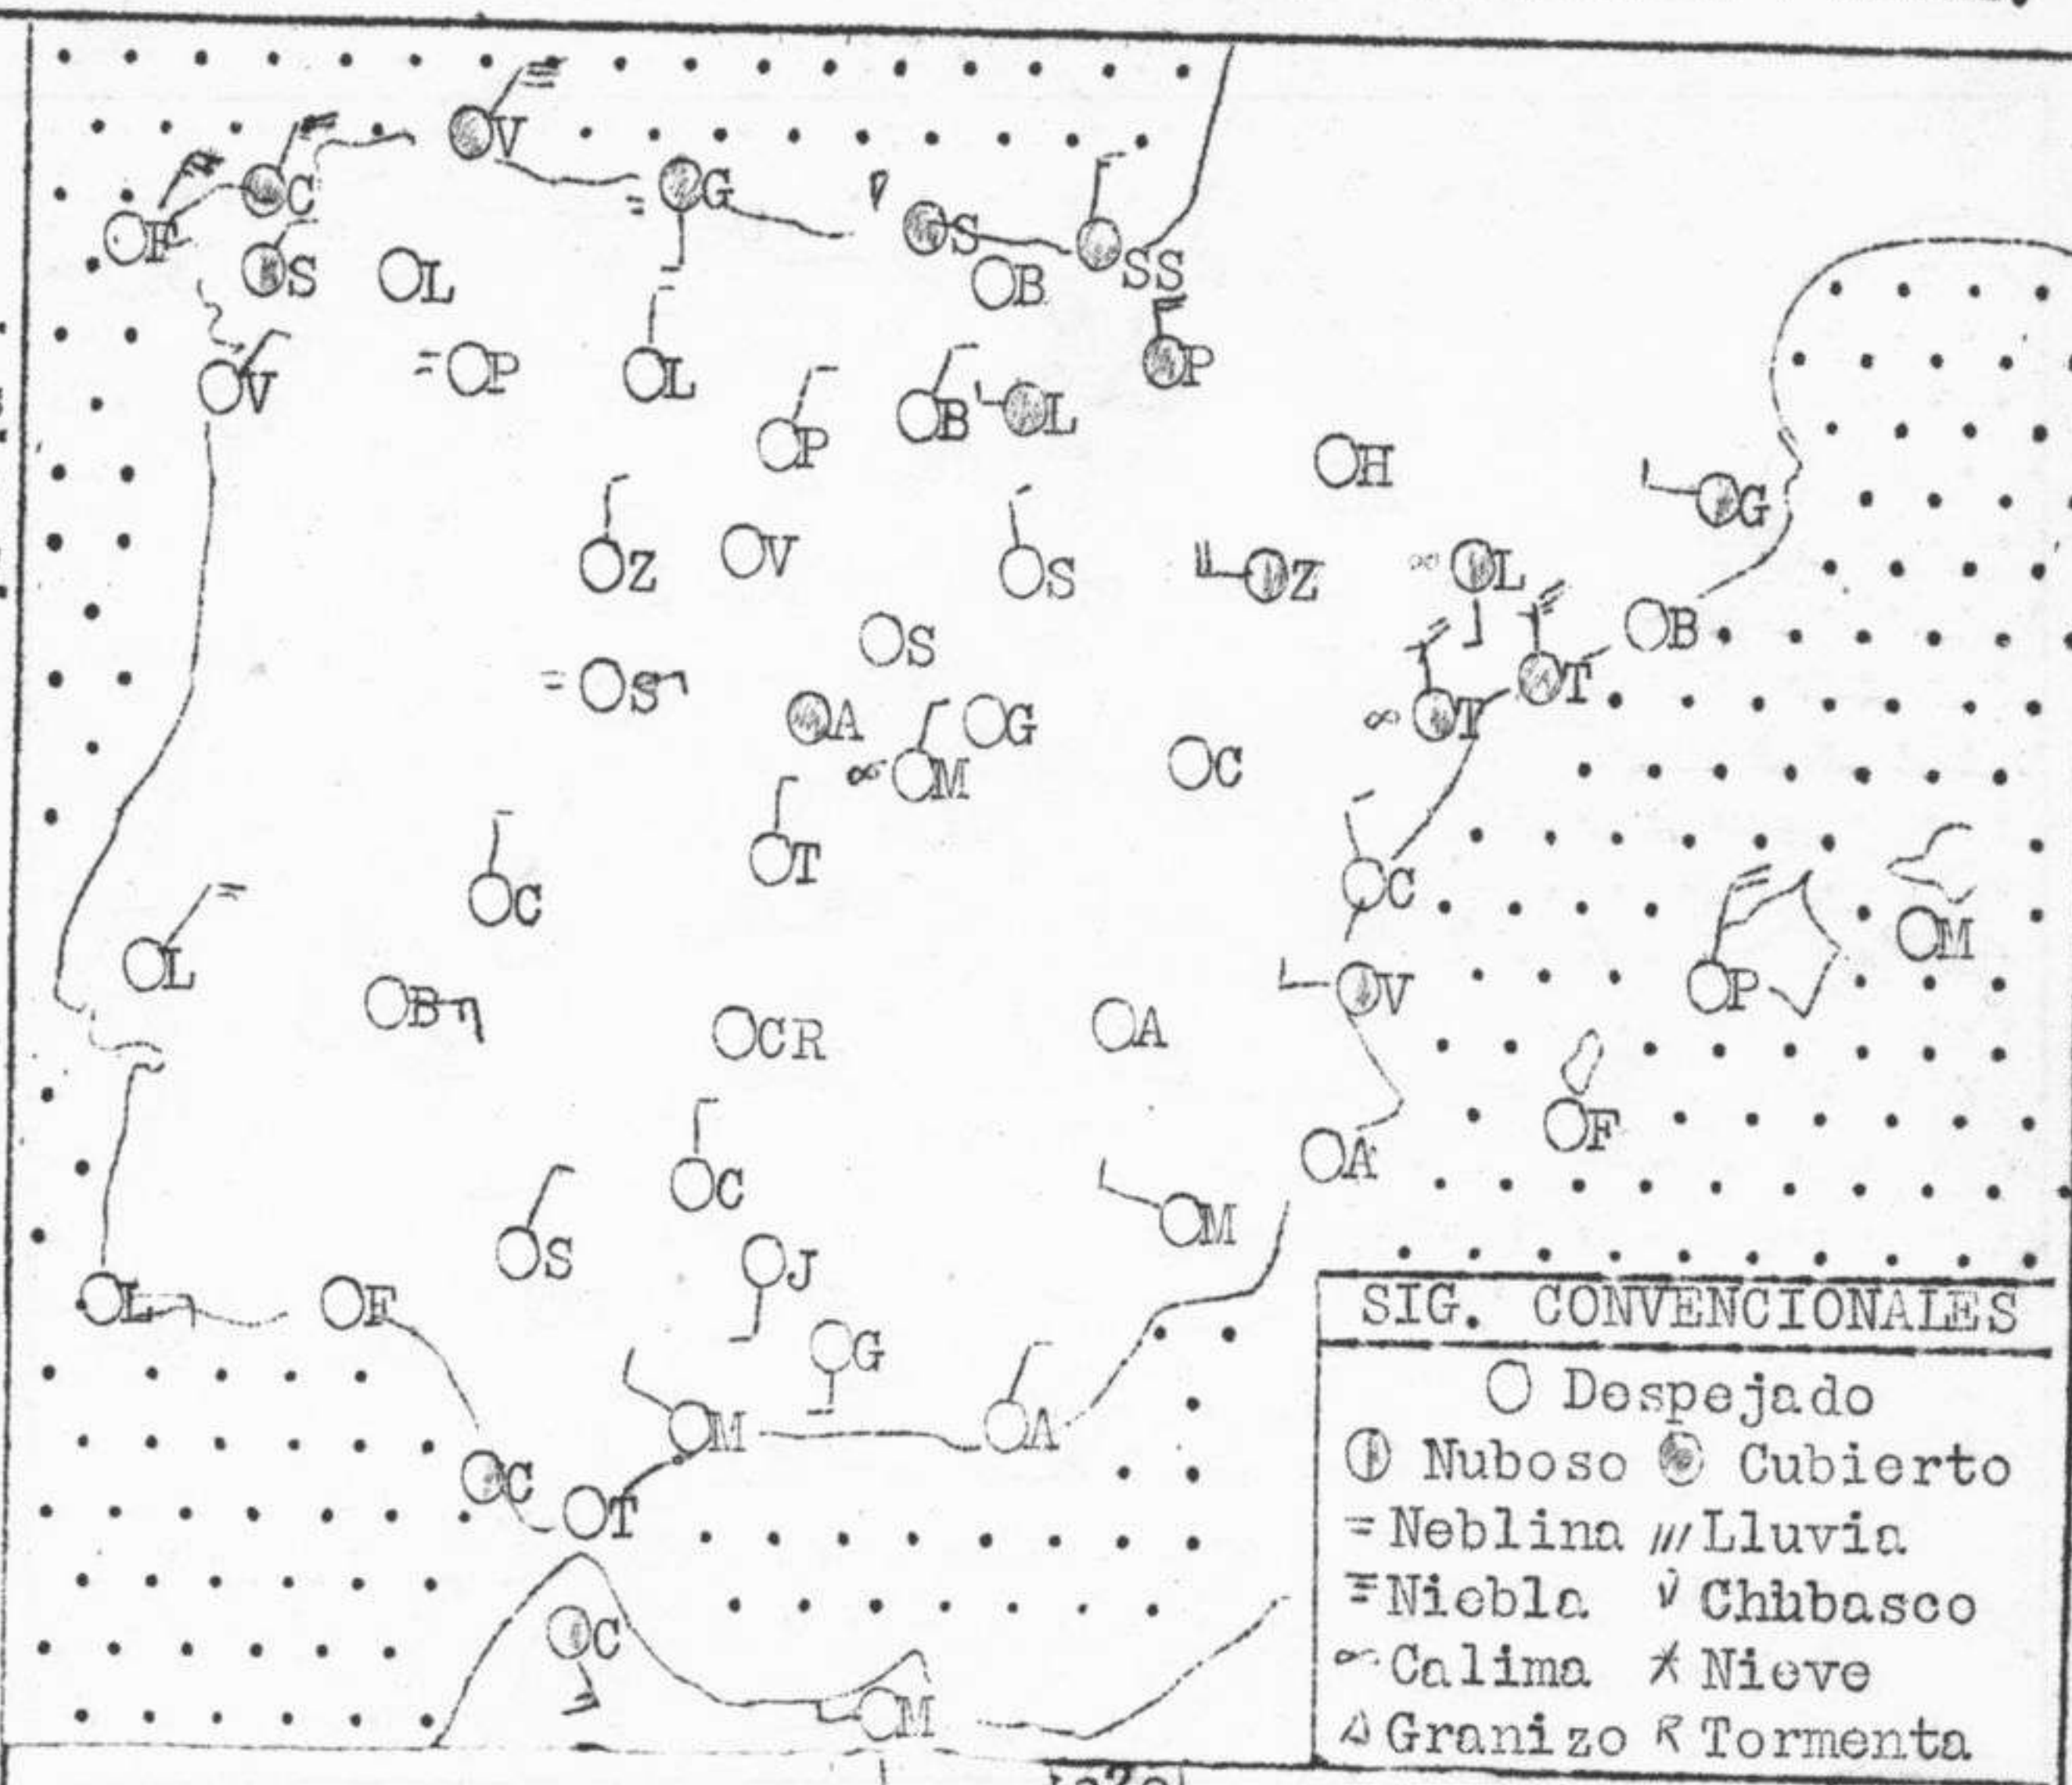 V
G
C
F
S
SS
S
L
B
V
P
L
P
B
L
P
H
G
Z
V
S
Z
L
B
S
S
A
G
M
T
T
C
T
C
C
L
B
CR
A
V
P
M
F
A
C
M
S
J
L
F
G
M
A
C
T
C
M
SIG. CONVENCIONALES
Despejado
Nuboso Cubierto
Neblina Lluvia
Niebla Chubasco
Calima Nieve
Granizo R Tormenta